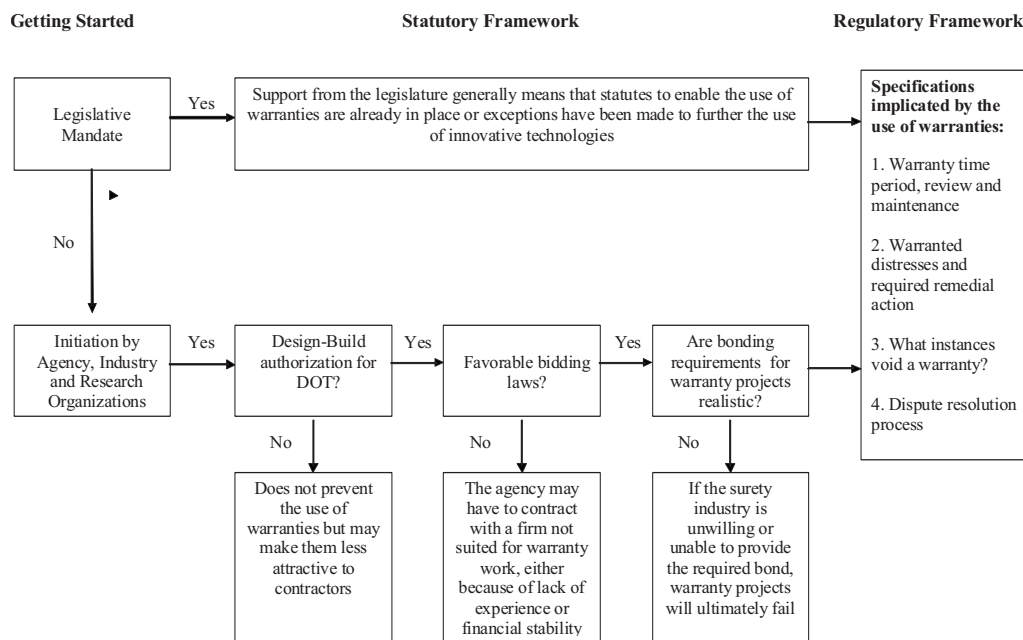 Getting Started
Statutory Framework
Regulatory Framework
Legislative
Mandate
Yes
Support from the legislature generally means that statutes to enable the use of
warranties are already in place or exceptions have been made to further the use
of innovative technologies
Specifications
implicated by the
use of warranties:
1. Warranty time
period, review and
maintenance
2. Warranted
distresses and
required remedial
action
3. What instances
void a warranty?
4. Dispute resolution
process
No
Initiation by
Agency, Industry
and Research
Organizations
Yes
Design-Build
authorization for
DOT?
Yes
Favorable bidding
laws?
Yes
Are bonding
requirements for
warranty projects
realistic?
No
No
No
Does not prevent
the use of
warranties but may
make them less
attractive to
contractors
The agency may
have to contract
with a firm not
suited for warranty
work, either
because of lack of
experience or
financial stability
If the surety
industry is
unwilling or
unable to provide
the required bond,
warranty projects
will ultimately fail